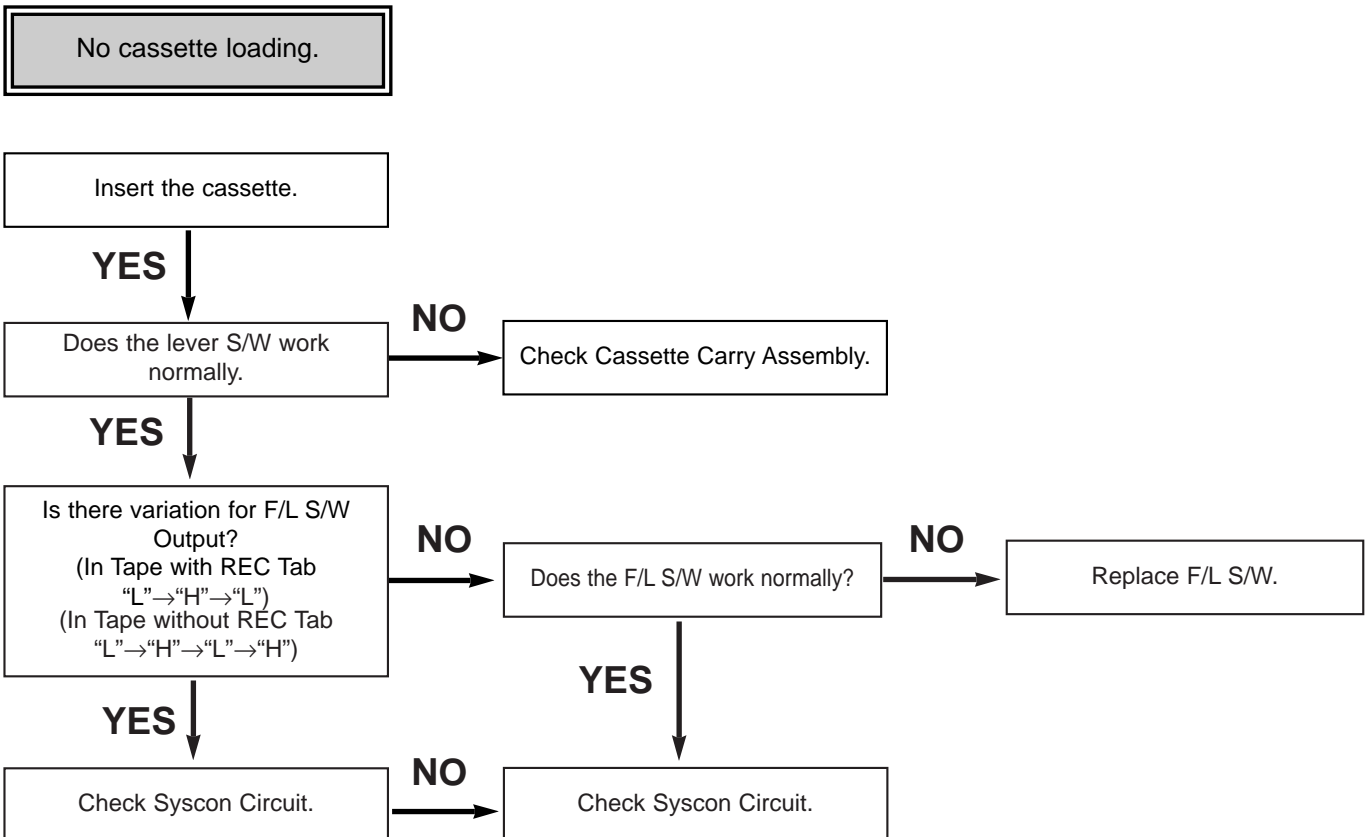 No cassette loading.
Insert the cassette.
YES
Does the lever S/W work
normally.
NO
Check Cassette Carry Assembly.
YES
Is there variation for F/L S/W
Output?
(In Tape with REC Tab
“L”→“H”→“L”)
(In Tape without REC Tab
“L”→“H”→“L”→“H”)
NO
Does the F/L S/W work normally?
NO
Replace F/L S/W.
YES
YES
Check Syscon Circuit.
NO
Check Syscon Circuit.